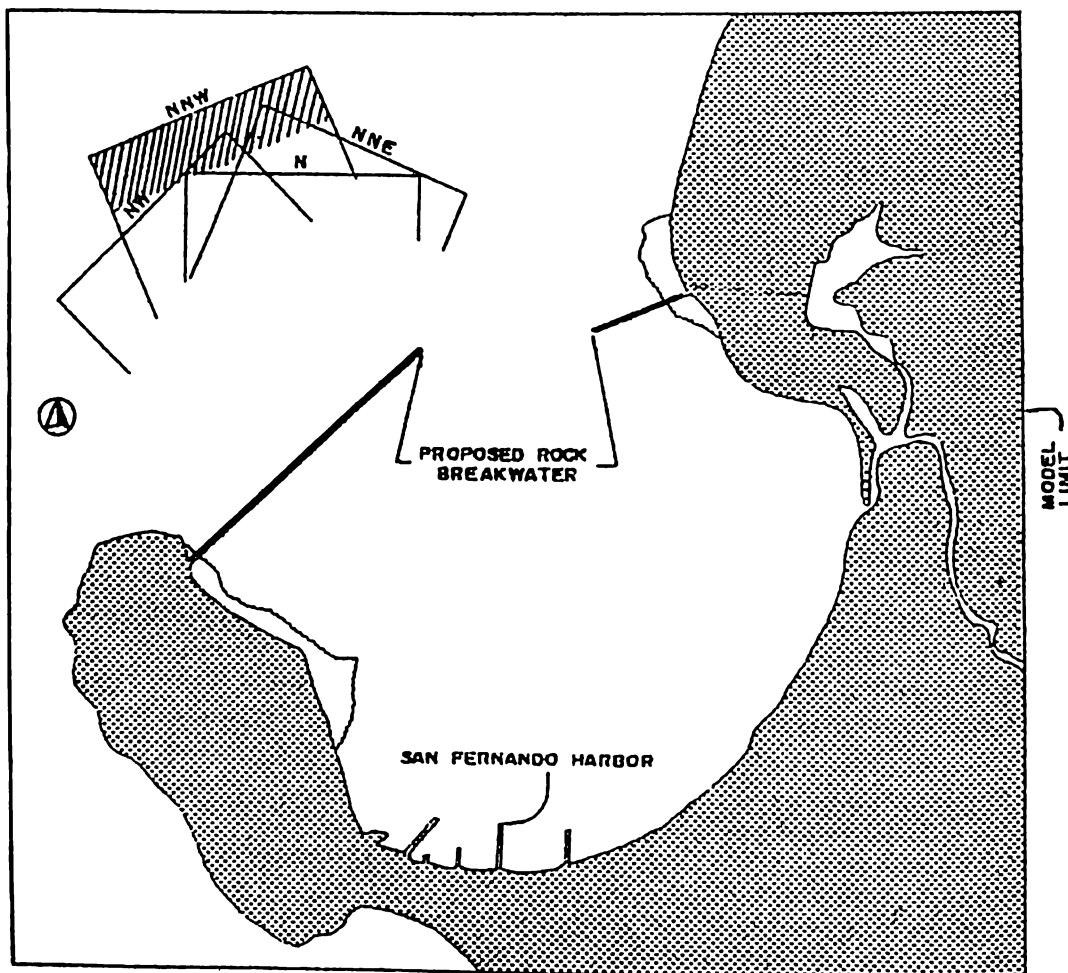 NNW
NNE
N
NW
PROPOSED ROCK
BREAKWATER
MODEL
LIMIT
SAN FERNANDO HARBOR